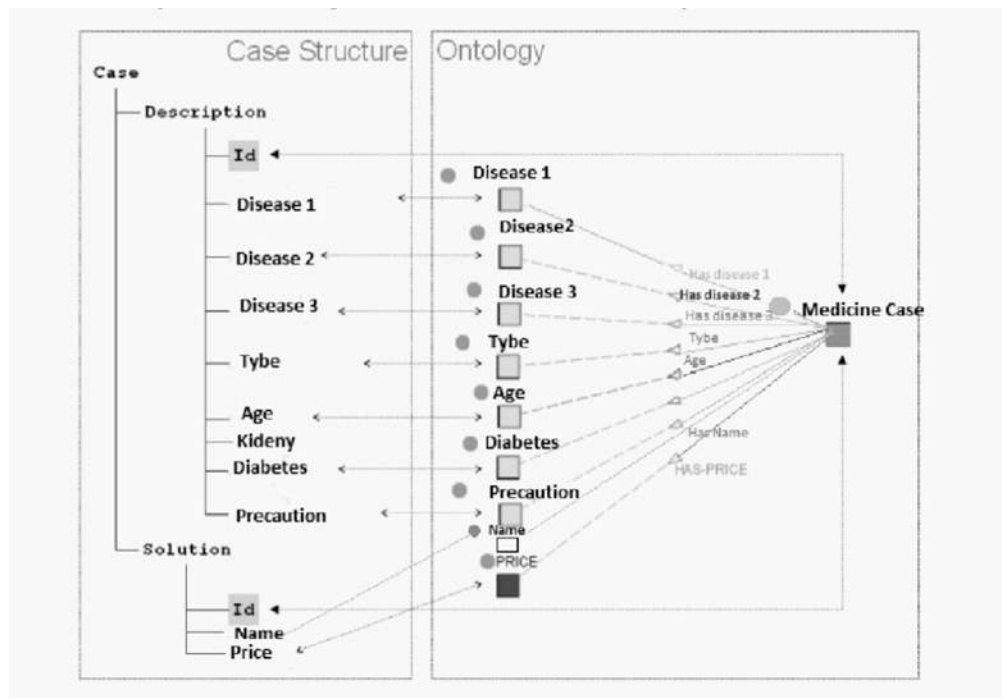 Case Structure
Ontology
Case
Description
Id
Disease 1
Disease 1
Disease2
Disease 2
Has disease 1
Disease 3
Disease 3
Has disease 2
Medicine Case
Has disease 3
Tybe
Tybe
Tybe
Age
Age
Age
Kideny
Has Name
Diabetes
Diabetes
HAS-PRICE
Precaution
Precaution
Name
Solution
PRICE
Id
Name
Price